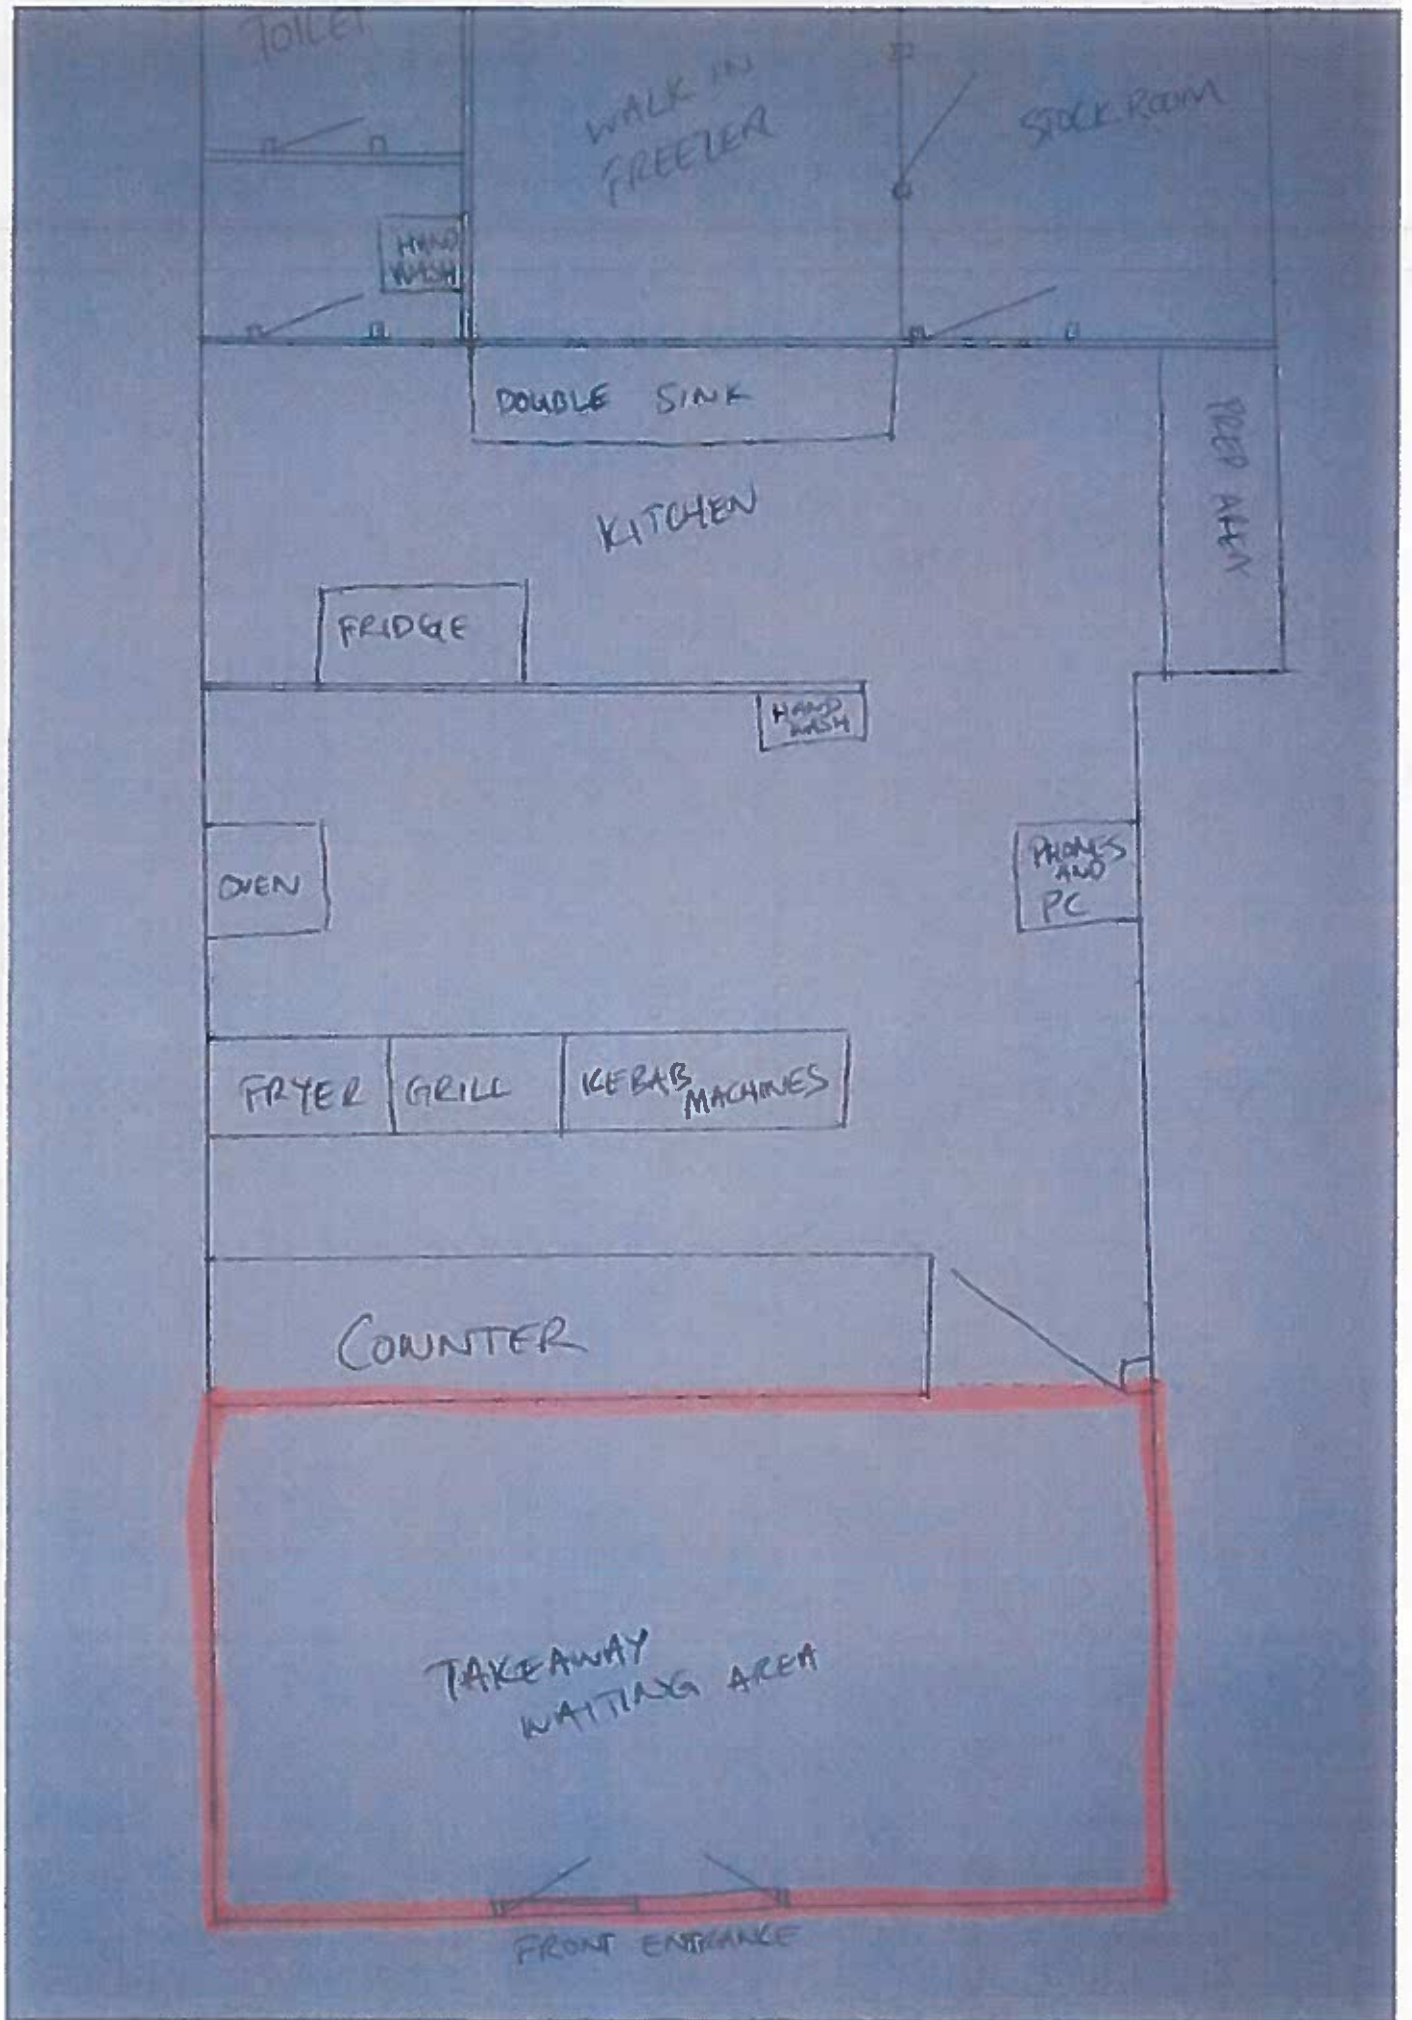 TOILET
WALK IN
FREEZER
STOCK ROOM
HAND
WASH
DOUBLE SINK
PREP AREA
KITCHEN
FRIDGE
HAND
WASH
OVEN
PHONES
AND
PC
FRYER
GRILL
KEBAB
MACHINES
COUNTER
TAKEAWAY
WAITING AREA
FRONT ENTRANCE